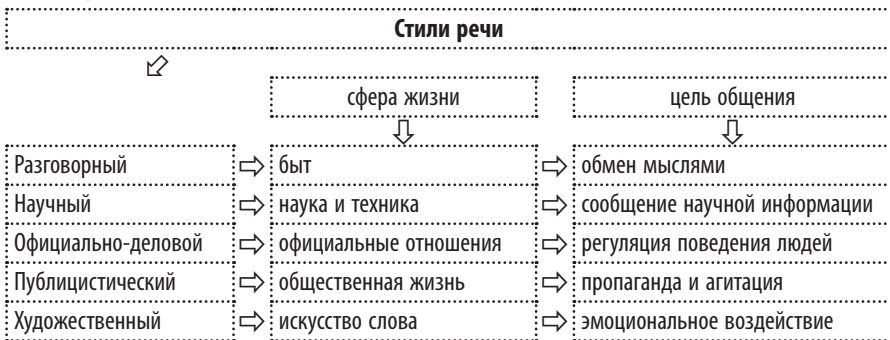 Стили речи
сфера жизни цель общения
Разговорный быт обмен мыслями
Научный наука и техника сообщение научной информации
Официально-деловой официальные отношения регуляция поведения людей
Публицистический общественная жизнь пропаганда и агитация
Художественный искусство слова эмоциональное воздействие